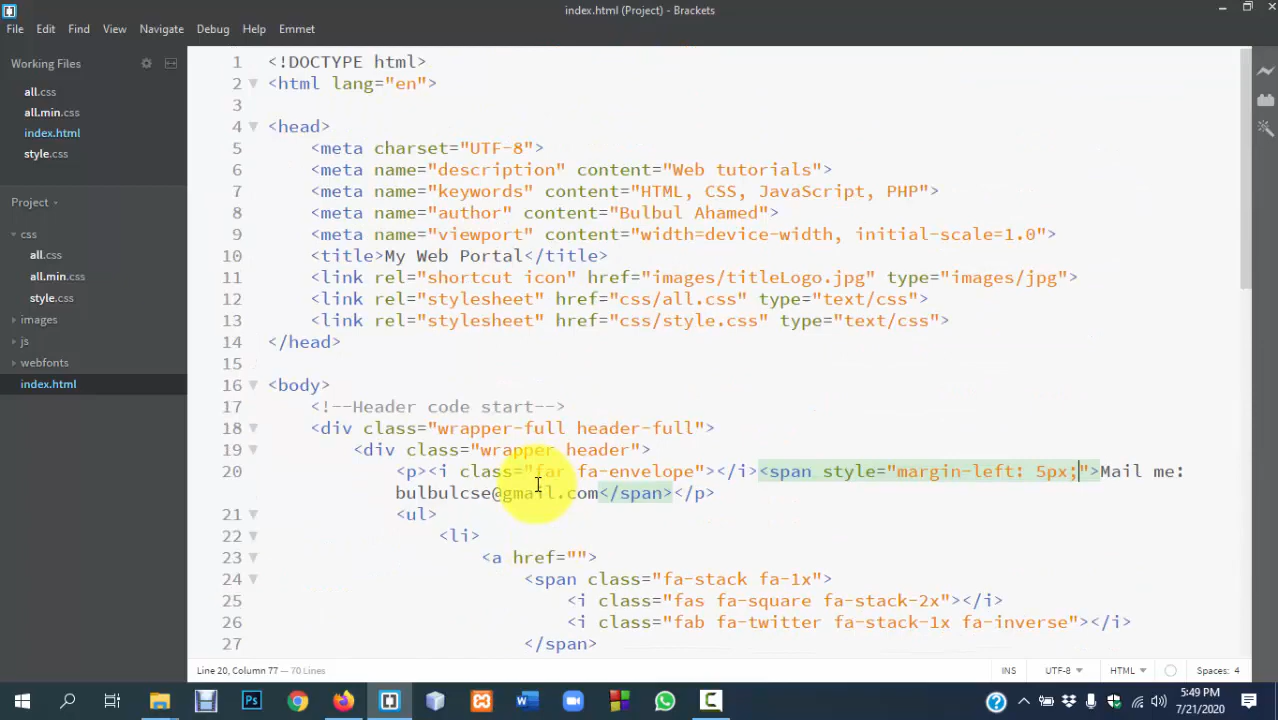 index.html (Project) - Brackets
File Edit Find View Navigate Debug Help Emmet
Working Files
all.css
all.min.css
index.html
style.css
Project
css
all.css
all.min.css
style.css
images
js
webfonts
index.html
1 <!DOCTYPE html>
2 <html lang="en">
3
4 <head>
5 <meta charset="UTF-8">
6 <meta name="description" content="Web tutorials">
7 <meta name="keywords" content="HTML, CSS, JavaScript, PHP">
8 <meta name="author" content="Bulbul Ahamed">
9 <meta name="viewport" content="width=device-width, initial-scale=1.0">
10 <title>My Web Portal</title>
11 <link rel="shortcut icon" href="images/titleLogo.jpg" type="images/jpg">
12 <link rel="stylesheet" href="css/all.css" type="text/css">
13 <link rel="stylesheet" href="css/style.css" type="text/css">
14 </head>
15
16 <body>
17 <!--Header code start-->
18 <div class="wrapper-full header-full">
19 <div class="wrapper header">
20 <p><i class="far fa-envelope"></i><span style="margin-left: 5px;">Mail me:
bulbulcse@gmail.com</span></p>
21 <ul>
22 <li>
23 <a href="">
24 <span class="fa-stack fa-1x">
25 <i class="fas fa-square fa-stack-2x"></i>
26 <i class="fab fa-twitter fa-stack-1x fa-inverse"></i>
27 </span>
Line 20, Column 77 — 70 Lines
INS UTF-8 HTML Spaces: 4
5:49 PM
7/21/2020